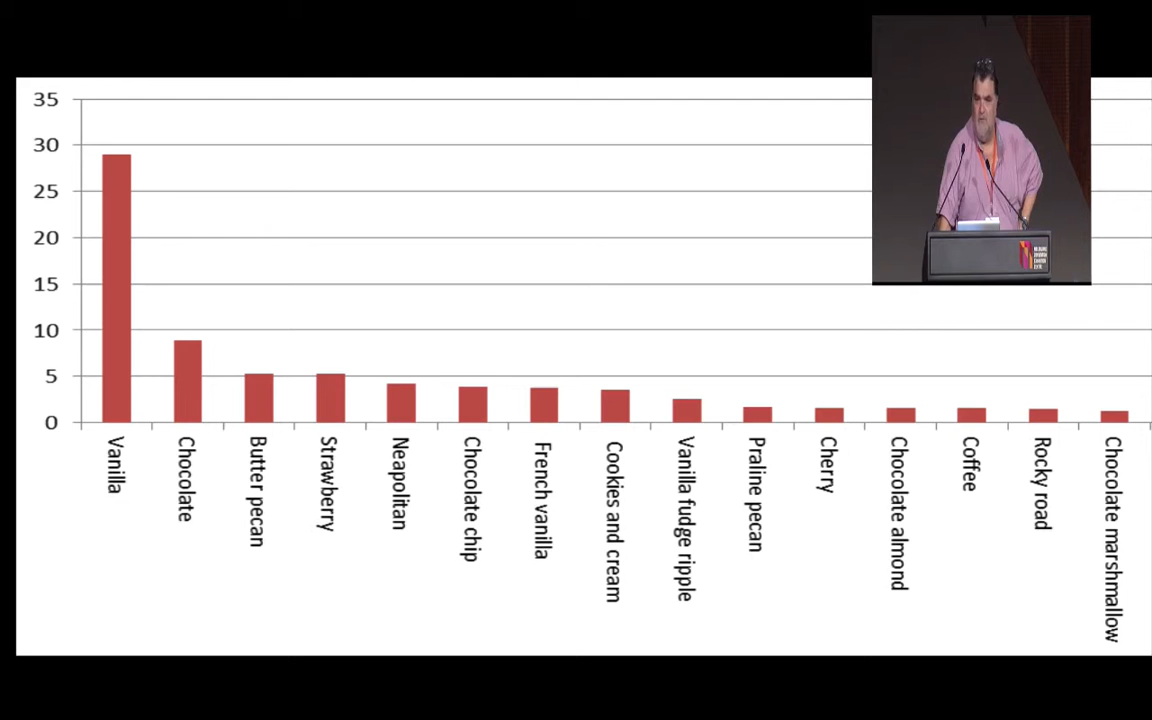 35
30
25
20
15
10
5
0
Vanilla
Chocolate
Butter pecan
Strawberry
Neapolitan
Chocolate chip
French vanilla
Cookies and cream
Vanilla fudge ripple
Praline pecan
Cherry
Chocolate almond
Coffee
Rocky road
Chocolate marshmallow